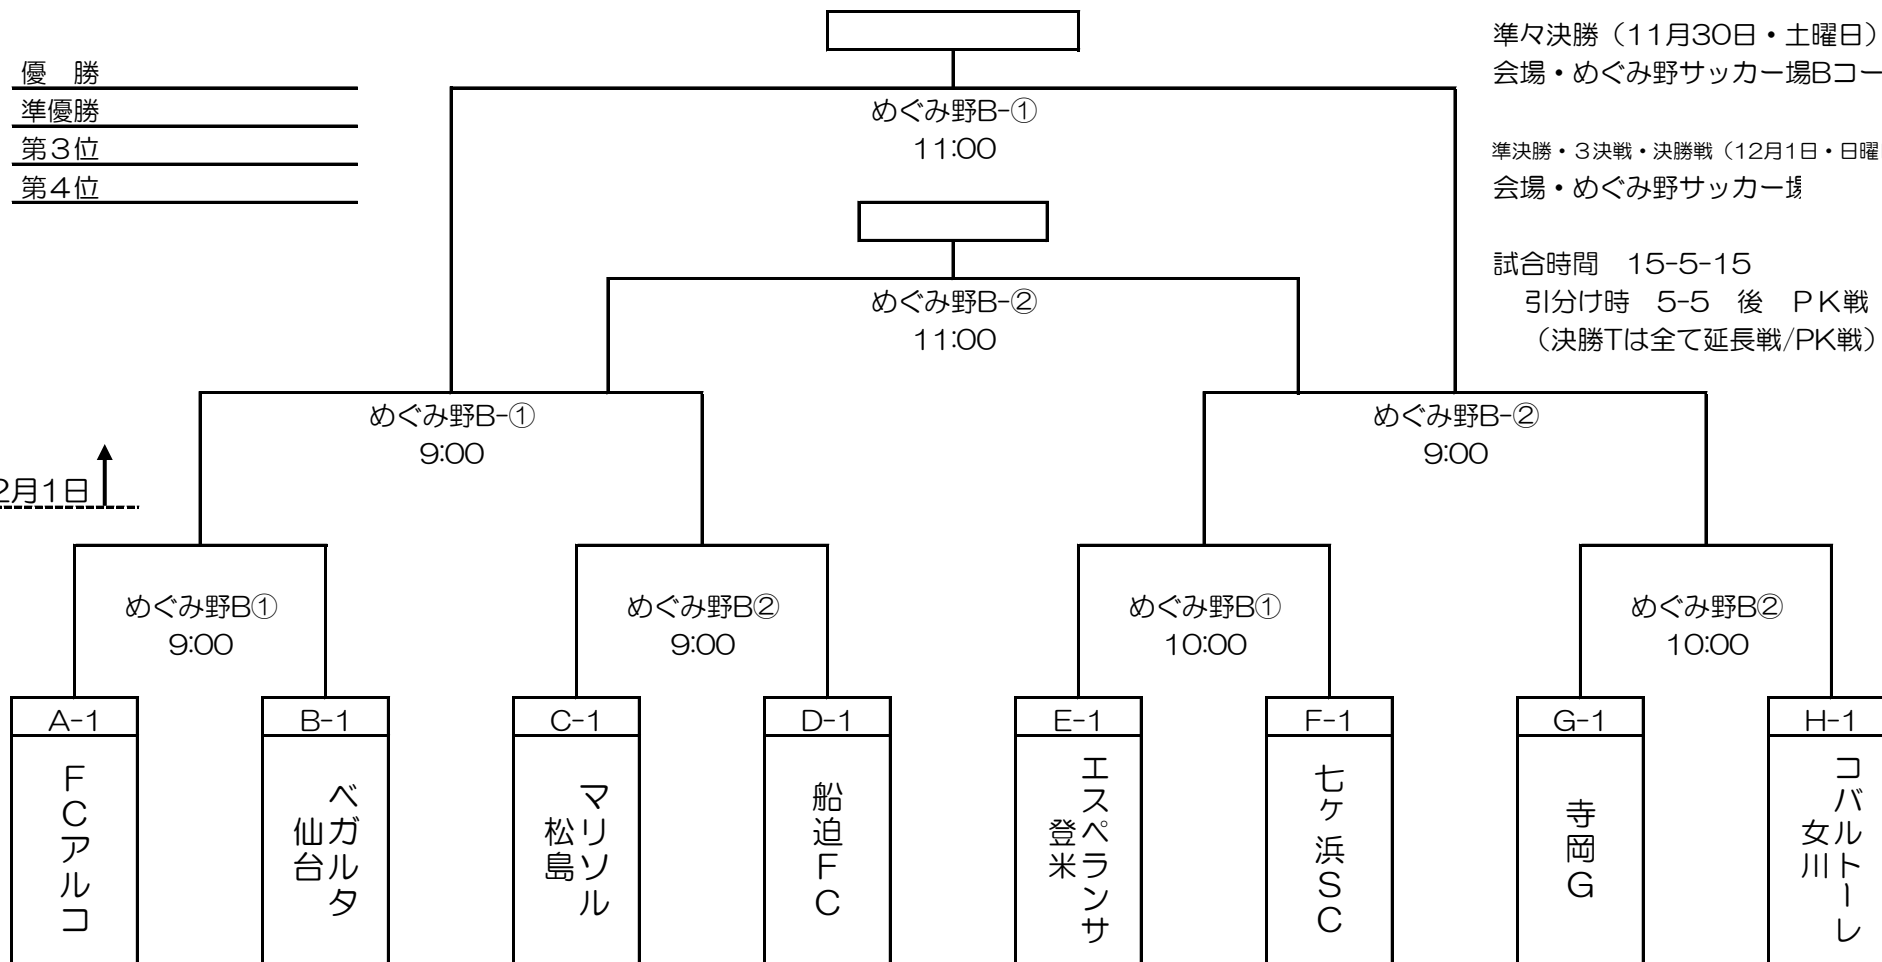 優　勝
準優勝
第３位
第４位
準々決勝（11月30日・土曜日）
会場・めぐみ野サッカー場Bコー
準決勝・３決戦・決勝戦（12月1日・日曜
会場・めぐみ野サッカー場
試合時間　15-5-15
引分け時　5-5　後　ＰＫ戦
（決勝Tは全て延長戦/PK戦）
めぐみ野B-①
11:00
めぐみ野B-②
11:00
めぐみ野B-①
9:00
めぐみ野B-②
9:00
2月1日
めぐみ野B①
9:00
めぐみ野B②
9:00
めぐみ野B①
10:00
めぐみ野B②
10:00
A-1
B-1
C-1
D-1
E-1
F-1
G-1
H-1
ＦＣアルコ
ベガルタ
仙台
マリソル
松島
船迫ＦＣ
エスペランサ
登米
七ヶ浜ＳＣ
寺岡Ｇ
コバルトーレ
女川